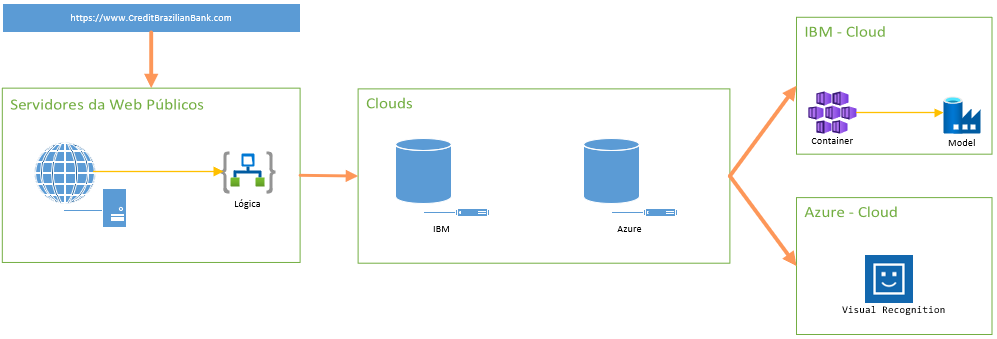 https://www.CreditBrazilianBank.com
Servidores da Web Públicos
Lógica
Clouds
IBM
Azure
IBM - Cloud
Container
Model
Azure - Cloud
Visual Recognition